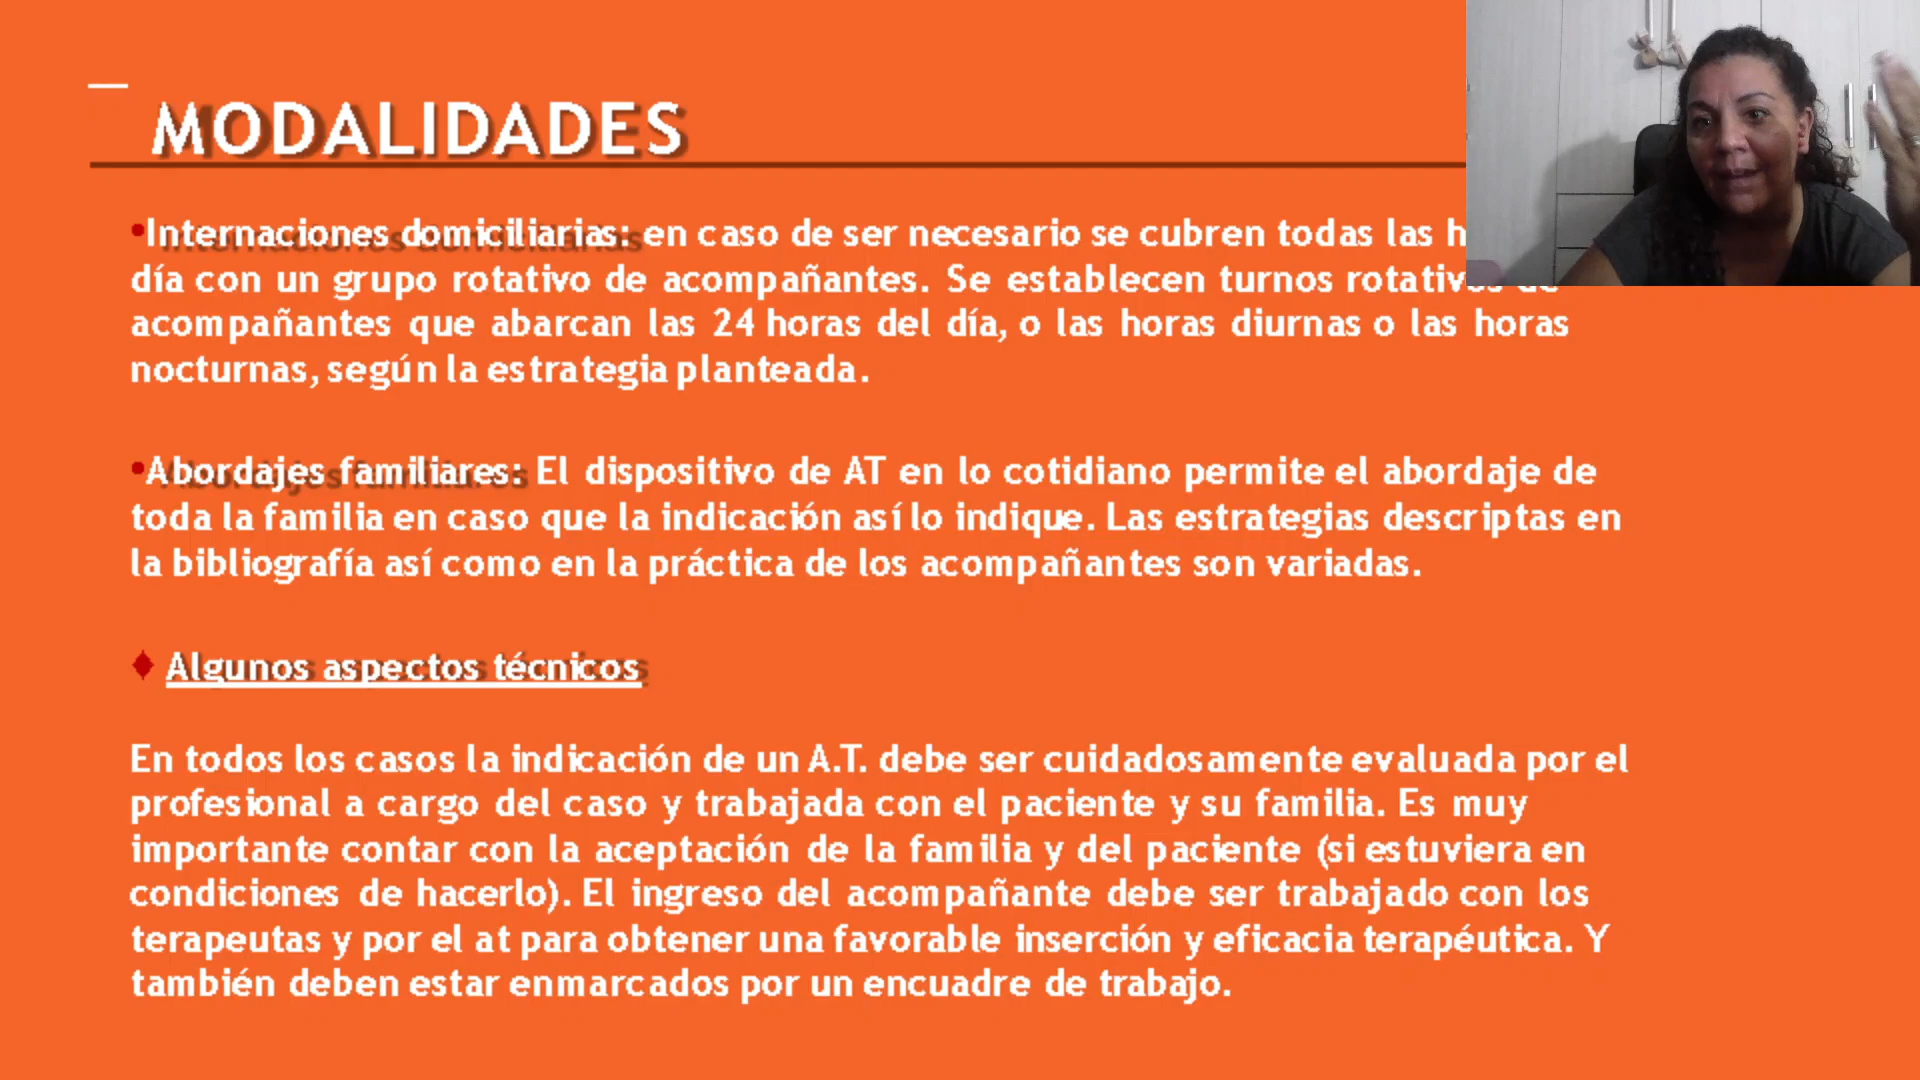 MODALIDADES
•Internaciones domiciliarias: en caso de ser necesario se cubren todas las
día con un grupo rotativo de acompañantes. Se establecen turnos
acompañantes que abarcan las 24 horas del día, o las horas diurnas o las horas
nocturnas, según la estrategia planteada.
•Abordajes familiares: El dispositivo de AT en lo cotidiano permite el abordaje de
toda la familia en caso que la indicación así lo indique. Las estrategias descriptas en
la bibliografía así como en la práctica de los acompañantes son variadas.
♦ Algunos aspectos técnicos
En todos los casos la indicación de un A.T. debe ser cuidadosamente evaluada por el
profesional a cargo del caso y trabajada con el paciente y su familia. Es muy
importante contar con la aceptación de la familia y del paciente (si estuviera en
condiciones de hacerlo). El ingreso del acompañante debe ser trabajado con los
terapeutas y por el at para obtener una favorable inserción y eficacia terapéutica. Y
también deben estar enmarcados por un encuadre de trabajo.